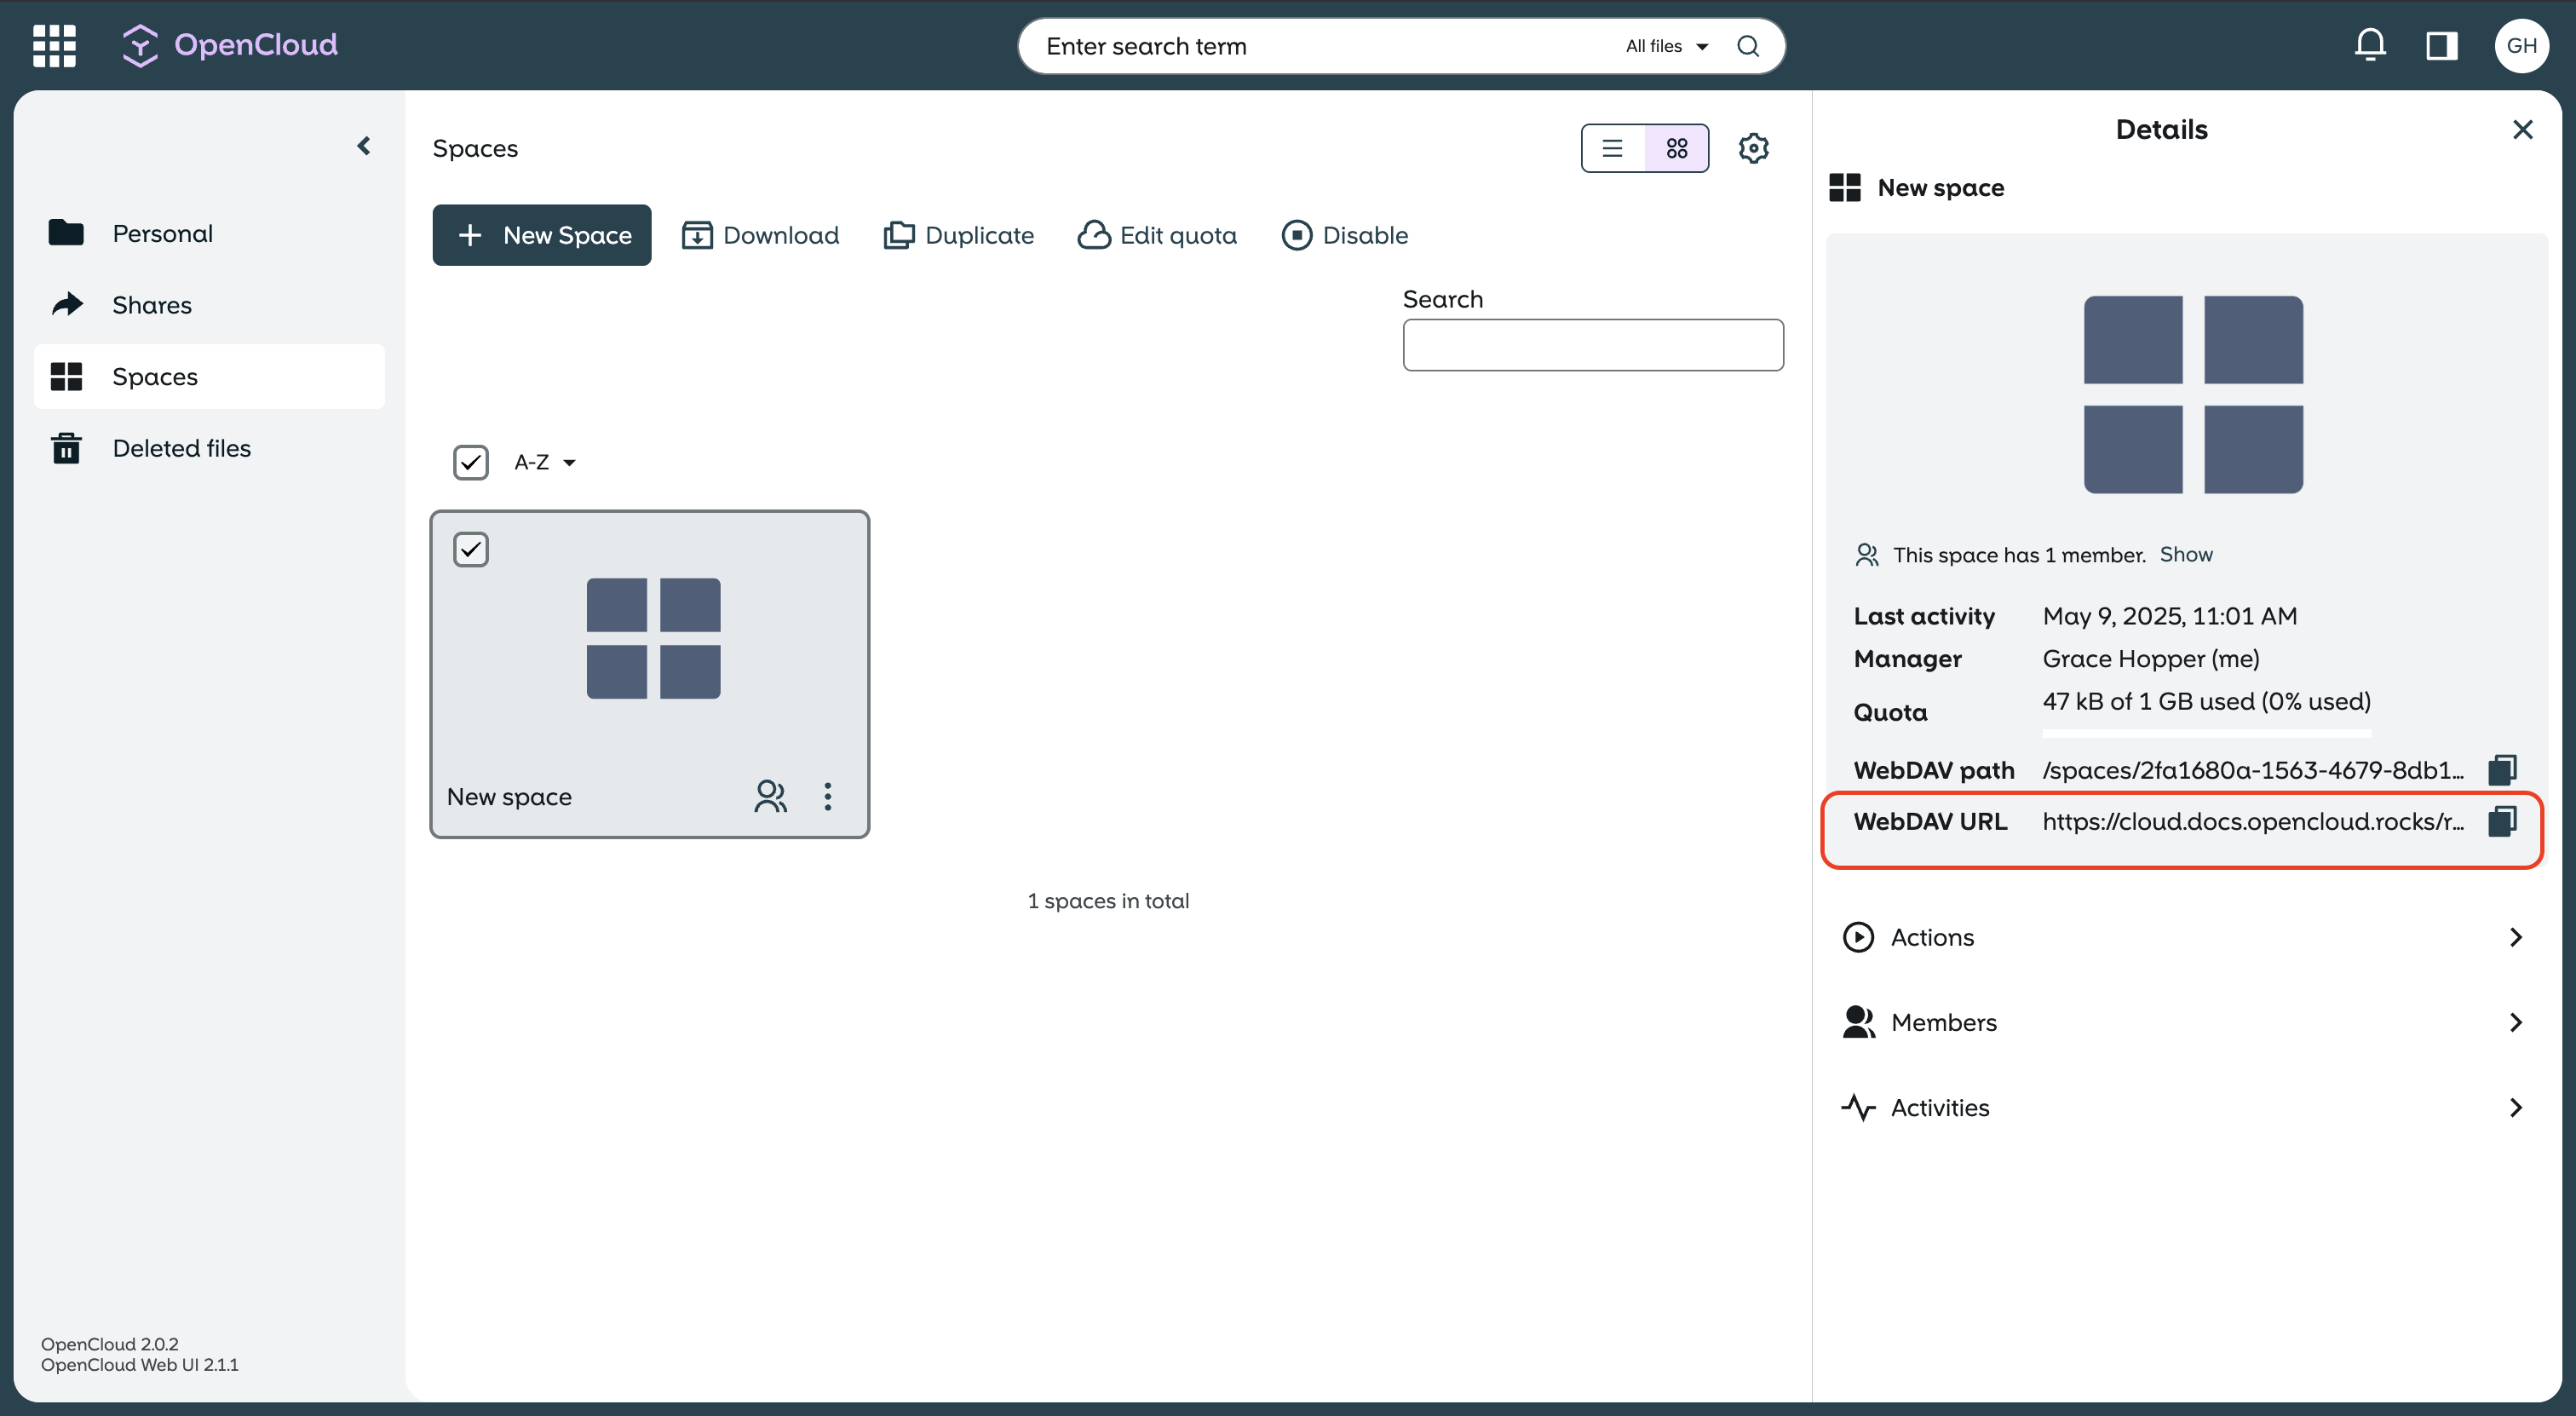 OpenCloud
Enter search term
All files
GH
Personal
Shares
Spaces
Deleted files
OpenCloud 2.0.2
OpenCloud Web UI 2.1.1
Spaces
New Space
Download
Duplicate
Edit quota
Disable
Search
A-Z
New space
1 spaces in total
Details
New space
This space has 1 member. Show
Last activity May 9, 2025, 11:01 AM
Manager Grace Hopper (me)
Quota 47 kB of 1 GB used (0% used)
WebDAV path /spaces/2fa1680a-1563-4679-8db1...
WebDAV URL https://cloud.docs.opencloud.rocks/r...
Actions
Members
Activities